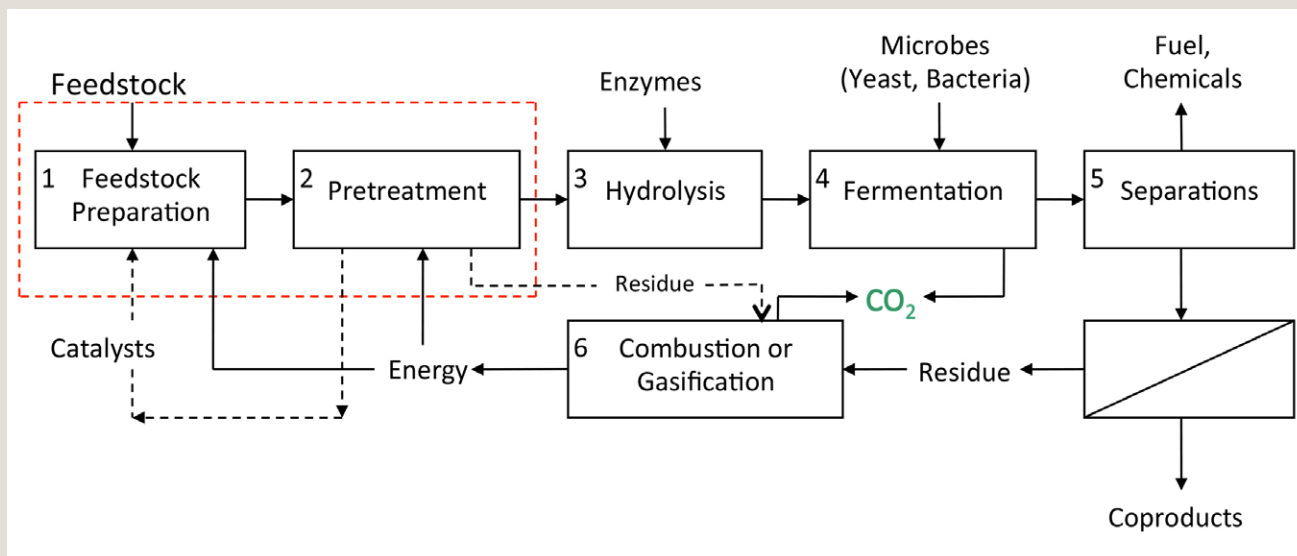 Feedstock
Enzymes
Microbes
(Yeast, Bacteria)
Fuel,
Chemicals
1 Feedstock
Preparation
2 Pretreatment
3 Hydrolysis
4 Fermentation
5 Separations
Residue
CO₂
Catalysts
Energy
6 Combustion or
Gasification
Residue
Coproducts